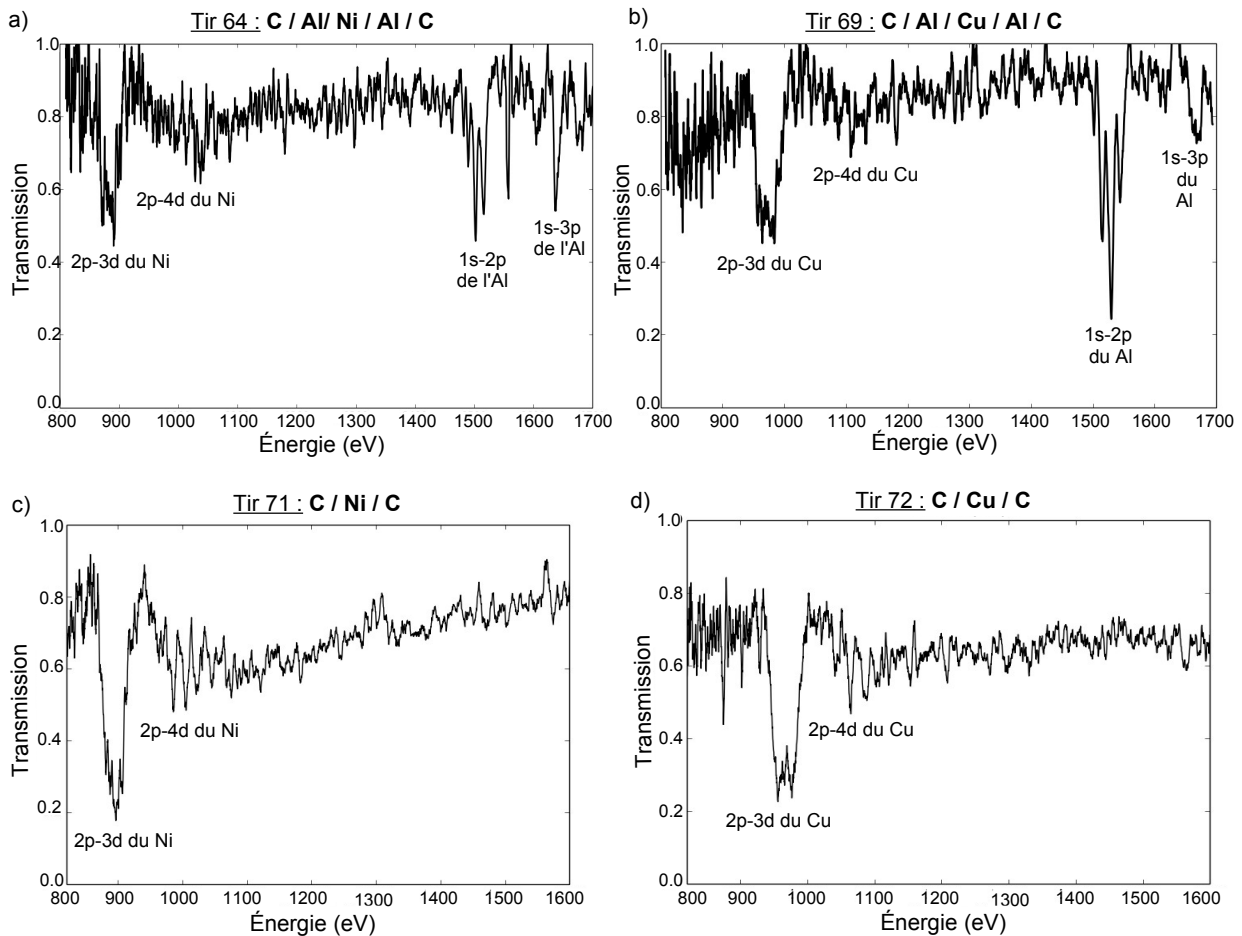 a)
Tir 64 : C / Al/ Ni / Al / C
Transmission
1.0
0.8
0.6
0.4
0.2
0.0
2p-3d du Ni
2p-4d du Ni
1s-2p
de l'Al
1s-3p
de l'Al
800 900 1000 1100 1200 1300 1400 1500 1600 1700
Énergie (eV)
b)
Tir 69 : C / Al / Cu / Al / C
Transmission
1.0
0.8
0.6
0.4
0.2
0.0
2p-3d du Cu
2p-4d du Cu
1s-2p
du Al
1s-3p
du
Al
800 900 1000 1100 1200 1300 1400 1500 1600 1700
Énergie (eV)
c)
Tir 71 : C / Ni / C
Transmission
1.0
0.8
0.6
0.4
0.2
0.0
2p-4d du Ni
2p-3d du Ni
800 900 1000 1100 1200 1300 1400 1500 1600
Énergie (eV)
d)
Tir 72 : C / Cu / C
Transmission
1.0
0.8
0.6
0.4
0.2
0.0
2p-4d du Cu
2p-3d du Cu
800 900 1000 1100 1200 1300 1400 1500 1600
Énergie (eV)